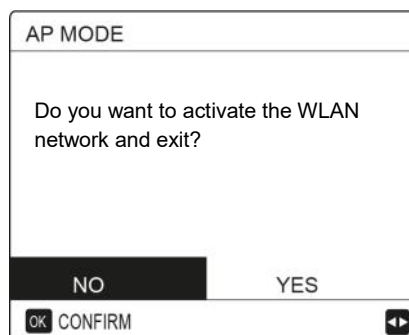 AP MODE
Do you want to activate the WLAN
network and exit?
NO YES
OK CONFIRM